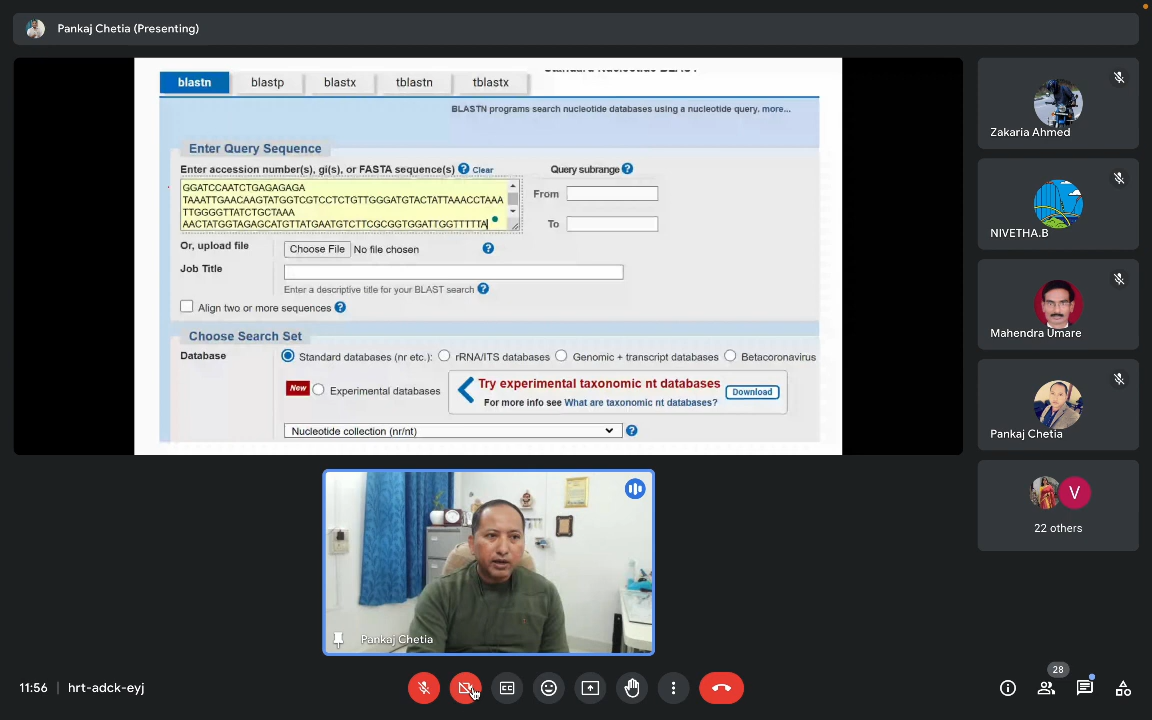 Pankaj Chetia (Presenting)
blastn
blastp
blastx
tblastn
tblastx
Standard Nucleotide BLAST
BLASTN programs search nucleotide databases using a nucleotide query. more...
Enter Query Sequence
Enter accession number(s), gi(s), or FASTA sequence(s) ? Clear
Query subrange ?
GGATCCAATCTGAGAGAGA
TAAATTGAACAAGTATGGTCGTCCTCTGTTGGGATGTACTATTAAACCTAAA
TTGGGGTTATCTGCTAAA
AACTATGGTAGAGCATGTTATGAATGTCTTCGCGGTGGATTGGTTTTTA
From
To
Or, upload file
Choose File No file chosen ?
Job Title
Enter a descriptive title for your BLAST search ?
Align two or more sequences ?
Choose Search Set
Database
Standard databases (nr etc.): rRNA/ITS databases Genomic + transcript databases Betacoronavirus
New Experimental databases
Try experimental taxonomic nt databases
For more info see What are taxonomic nt databases?
Download
Nucleotide collection (nr/nt) ?
Zakaria Ahmed
NIVETHA.B
Mahendra Umare
Pankaj Chetia
V
22 others
Pankaj Chetia
11:56 | hrt-adck-eyj
CC
28